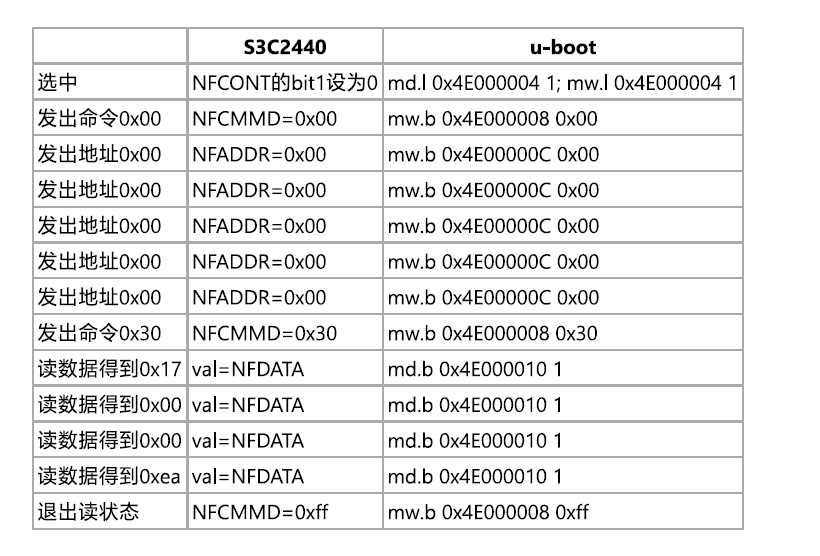 S3C2440 u-boot
选中 NFCONT的bit1设为0 md.l 0x4E000004 1; mw.l 0x4E000004 1
发出命令0x00 NFCMMD=0x00 mw.b 0x4E000008 0x00
发出地址0x00 NFADDR=0x00 mw.b 0x4E00000C 0x00
发出地址0x00 NFADDR=0x00 mw.b 0x4E00000C 0x00
发出地址0x00 NFADDR=0x00 mw.b 0x4E00000C 0x00
发出地址0x00 NFADDR=0x00 mw.b 0x4E00000C 0x00
发出地址0x00 NFADDR=0x00 mw.b 0x4E00000C 0x00
发出命令0x30 NFCMMD=0x30 mw.b 0x4E000008 0x30
读数据得到0x17 val=NFDATA md.b 0x4E000010 1
读数据得到0x00 val=NFDATA md.b 0x4E000010 1
读数据得到0x00 val=NFDATA md.b 0x4E000010 1
读数据得到0xea val=NFDATA md.b 0x4E000010 1
退出读状态 NFCMMD=0xff mw.b 0x4E000008 0xff